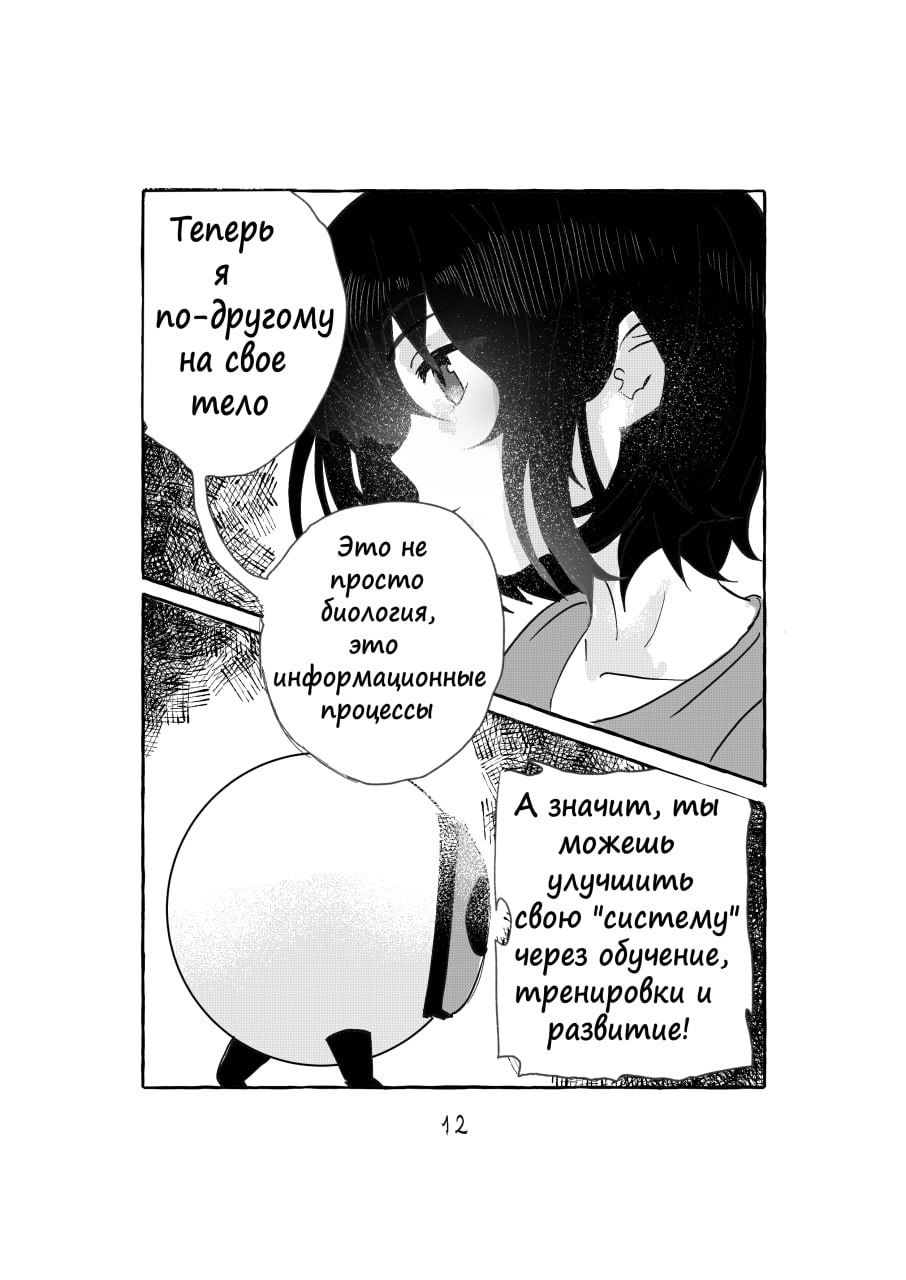 Теперь
я
по-другому
на свое
тело
Это не
просто
биология,
это
информационные
процессы
А значит, ты
можешь
улучшить
свою "систему"
через обучение,
тренировки и
развитие!
12